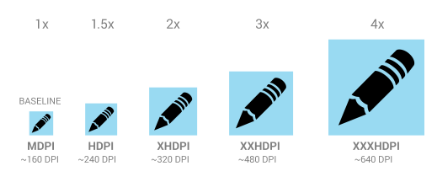 1x 1.5x 2x 3x 4x
BASELINE
MDPI HDPI XHDPI XXHDPI XXXHDPI
~160 DPI ~240 DPI ~320 DPI ~480 DPI ~640 DPI